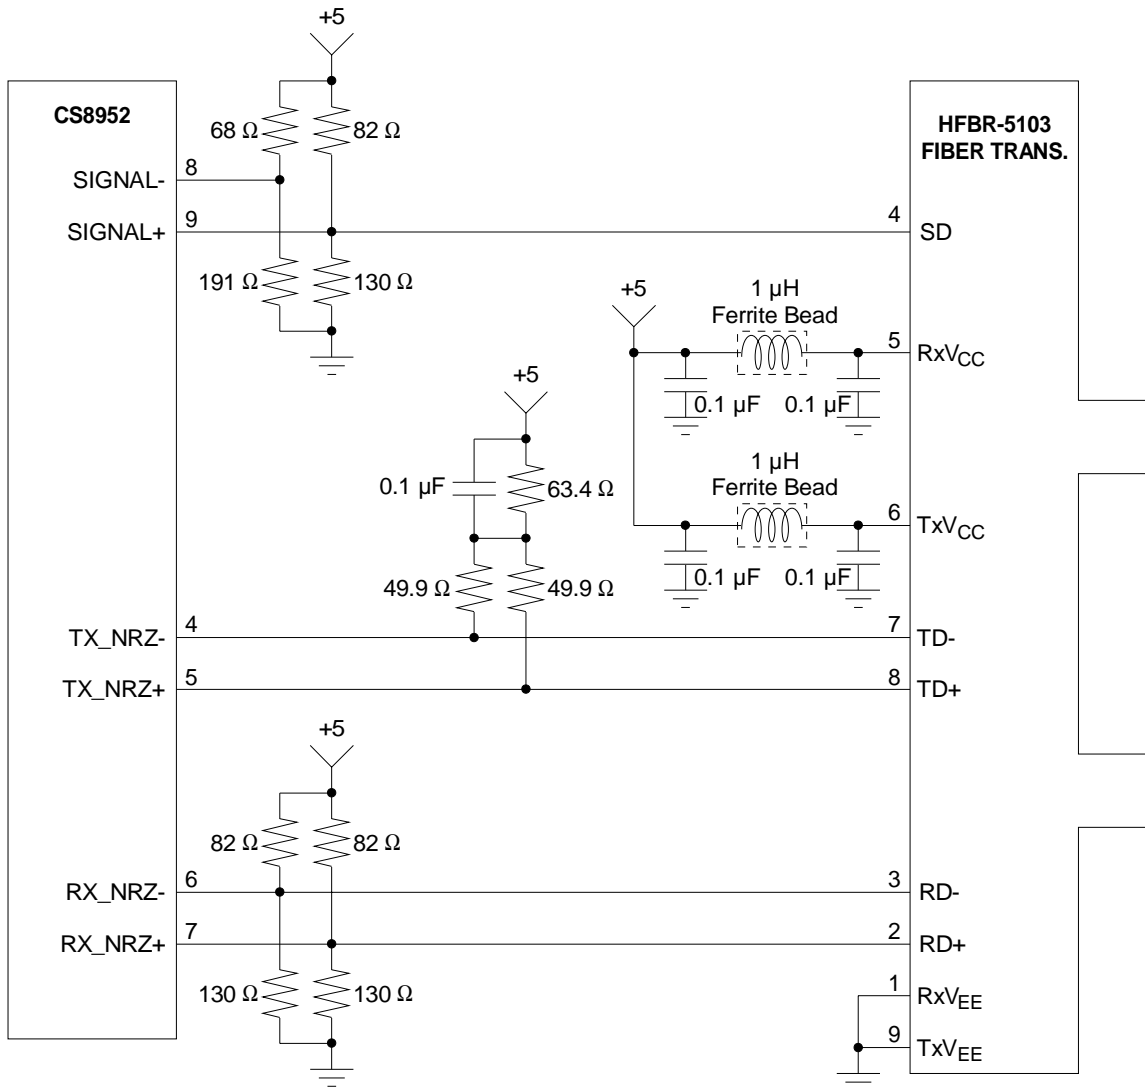 +5
CS8952
68 Ω
82 Ω
HFBR-5103
FIBER TRANS.
SIGNAL-
8
SIGNAL+
9
4
SD
191 Ω
130 Ω
+5
1 µH
Ferrite Bead
5
RxVCC
0.1 µF
0.1 µF
+5
1 µH
Ferrite Bead
0.1 µF
63.4 Ω
6
TxVCC
0.1 µF
0.1 µF
49.9 Ω
49.9 Ω
TX_NRZ-
4
7
TD-
TX_NRZ+
5
8
TD+
+5
82 Ω
82 Ω
RX_NRZ-
6
3
RD-
RX_NRZ+
7
2
RD+
130 Ω
130 Ω
1
RxVEE
9
TxVEE